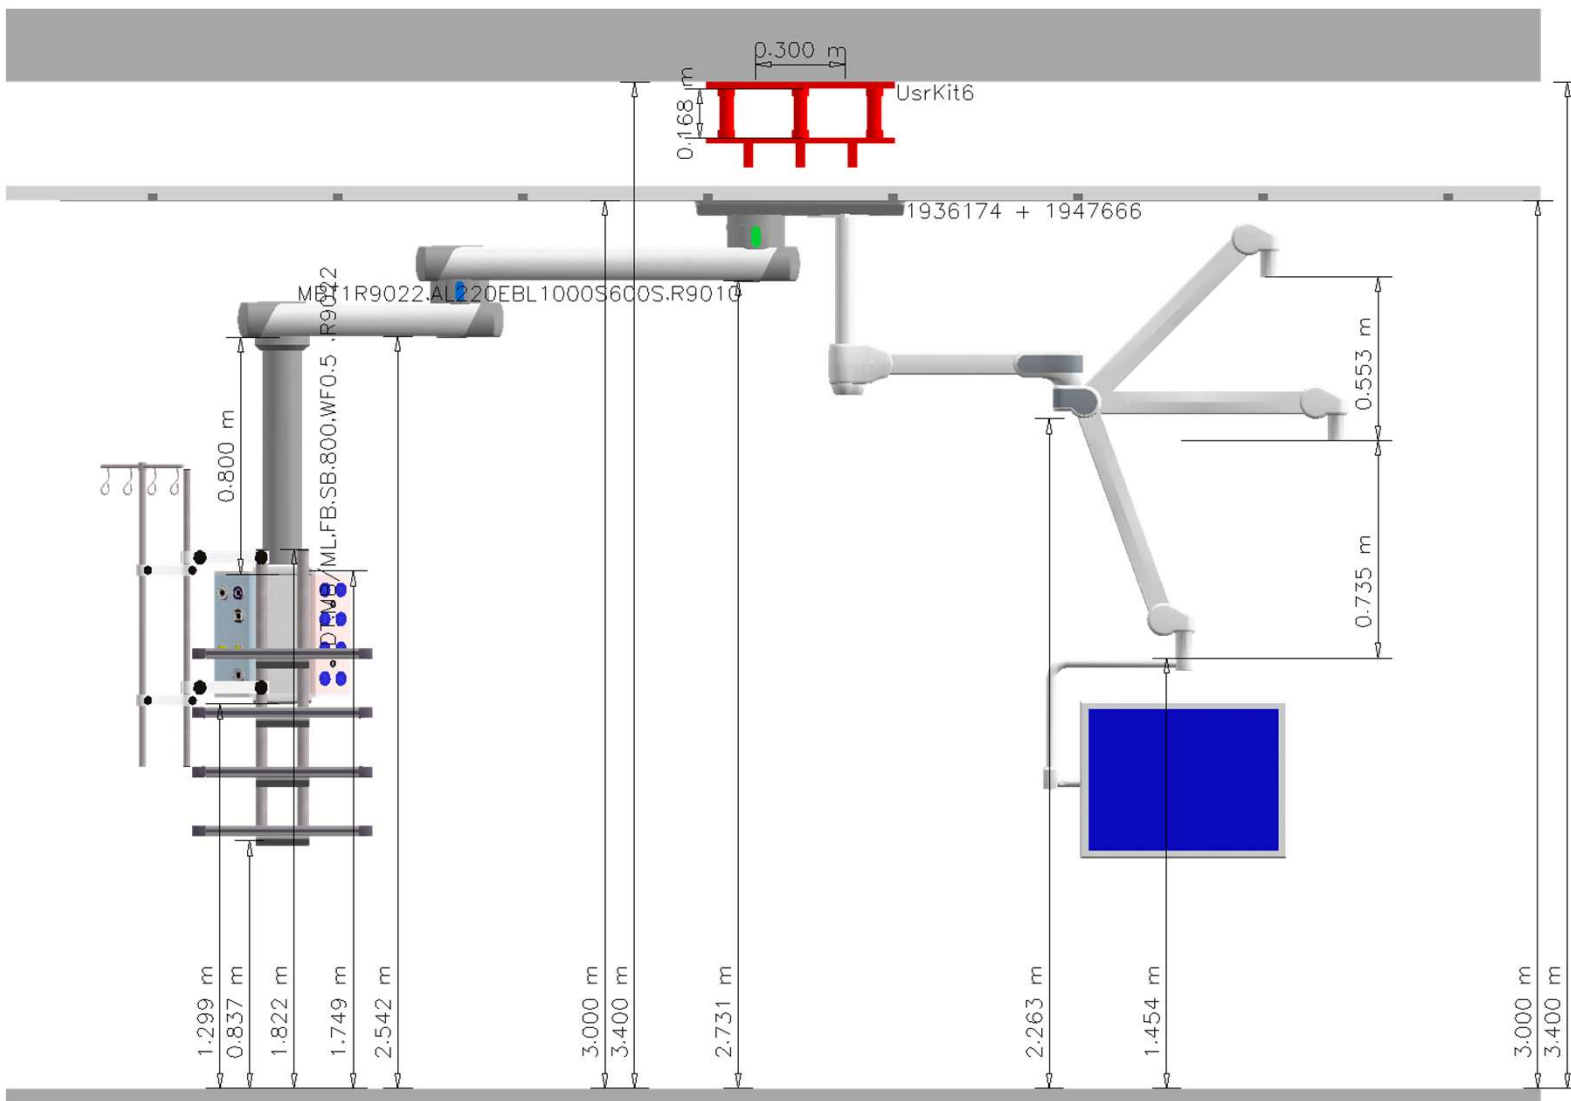 0.300 m
UsrKit6
0.168 m
1936174 + 1947666
MB11R9022.AL220EBL1000S600S.R9010
0.800 m
0.553 m
0.735 m
1.299 m
0.837 m
1.822 m
1.749 m
2.542 m
3.000 m
3.400 m
2.731 m
2.263 m
1.454 m
3.000 m
3.400 m